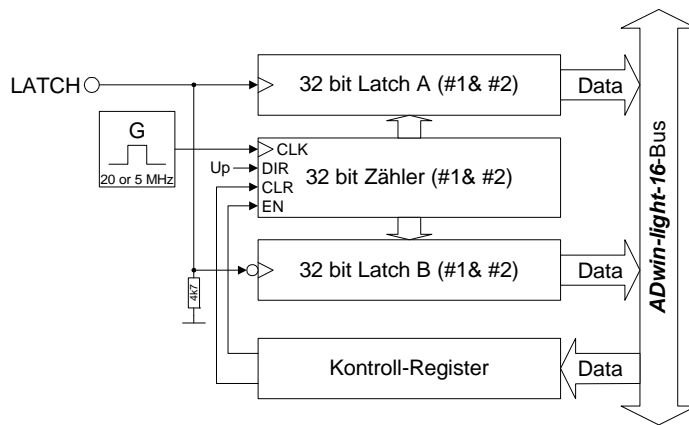 LATCH
32 bit Latch A (#1& #2)
Data
G
20 or 5 MHz
CLK
Up
DIR
CLR
EN
32 bit Zähler (#1& #2)
32 bit Latch B (#1& #2)
Data
4k7
Kontroll-Register
Data
ADwin-light-16-Bus